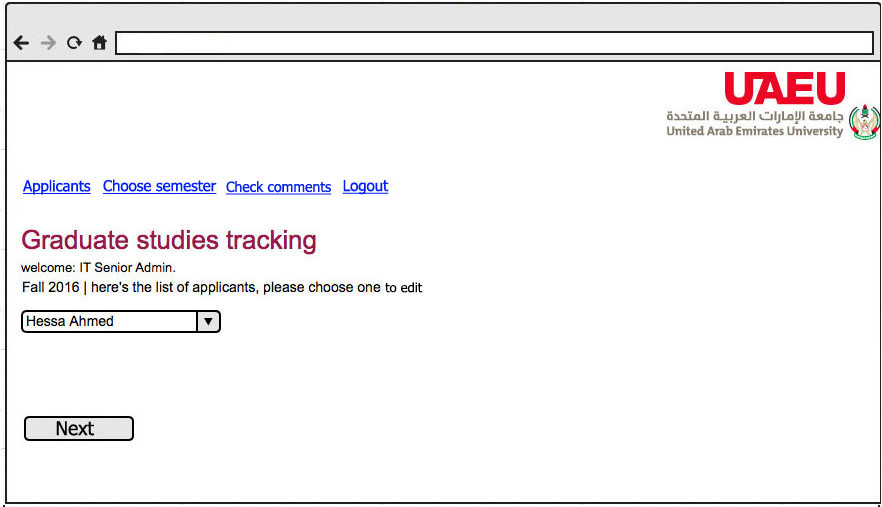 UAEU
جامعة الإمارات العربية المتحدة
United Arab Emirates University
Applicants Choose semester Check comments Logout
Graduate studies tracking
welcome: IT Senior Admin.
Fall 2016 | here's the list of applicants, please choose one to edit
Hessa Ahmed
Next